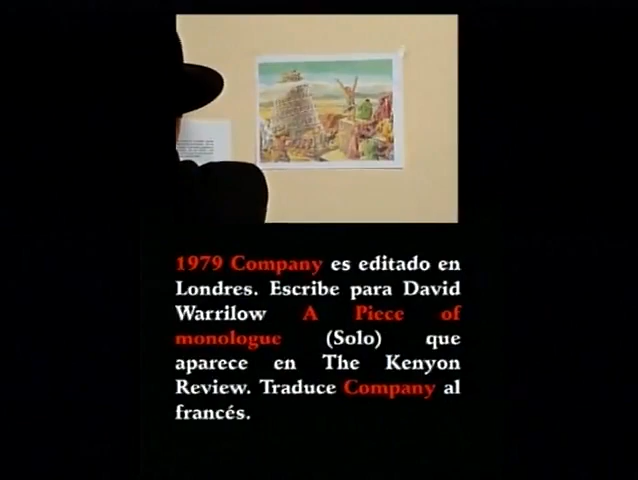 1979 Company es editado en
Londres. Escribe para David
Warrilow A Piece of
monologue (Solo) que
aparece en The Kenyon
Review. Traduce Company al
francés.